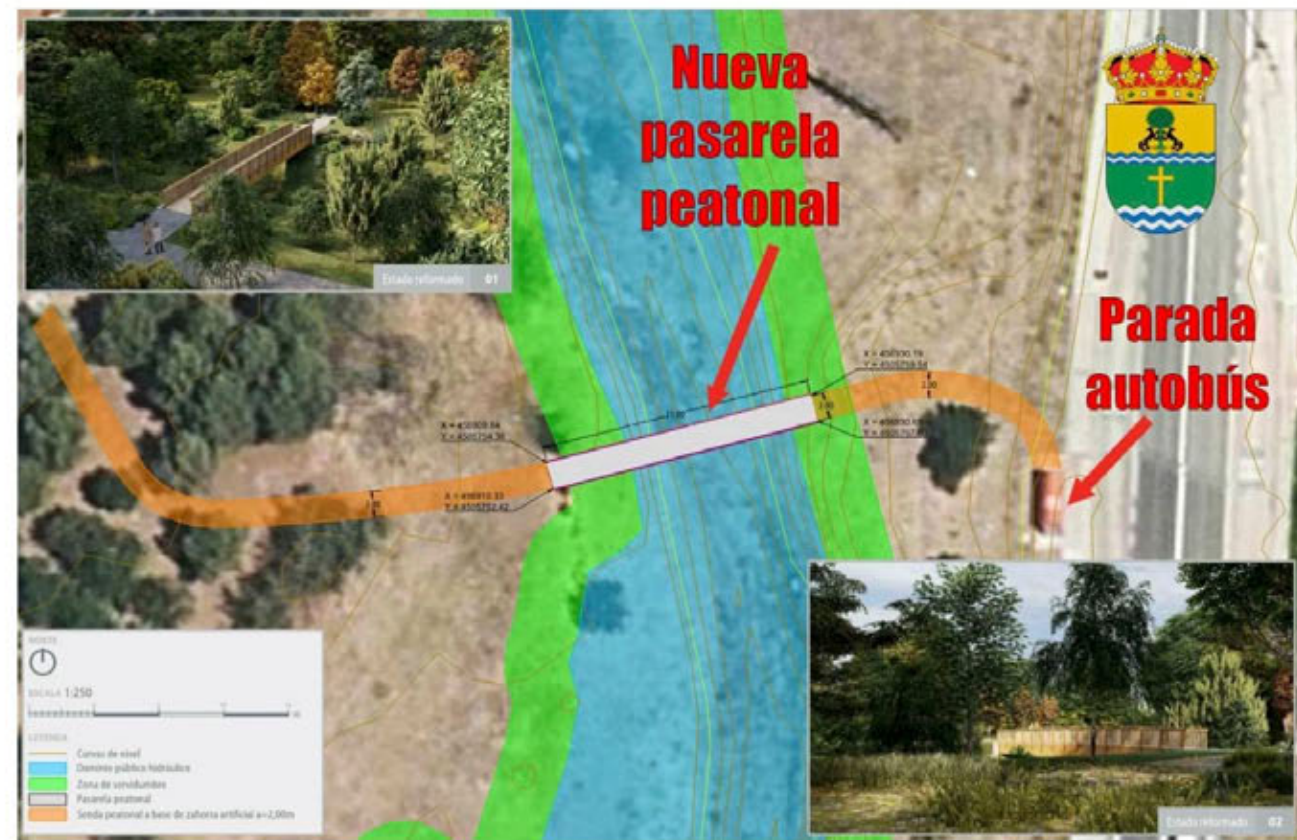 Nueva
pasarela
peatonal
Parada
autobús
Estado reformado 01
Estado reformado 02
NORTE
ESCALA 1:250
LEYENDA
Curvas de nivel
Dominio público hidráulico
Zona de servidumbre
Pasarela peatonal
Senda peatonal a base de zahorra artificial a=2,00m